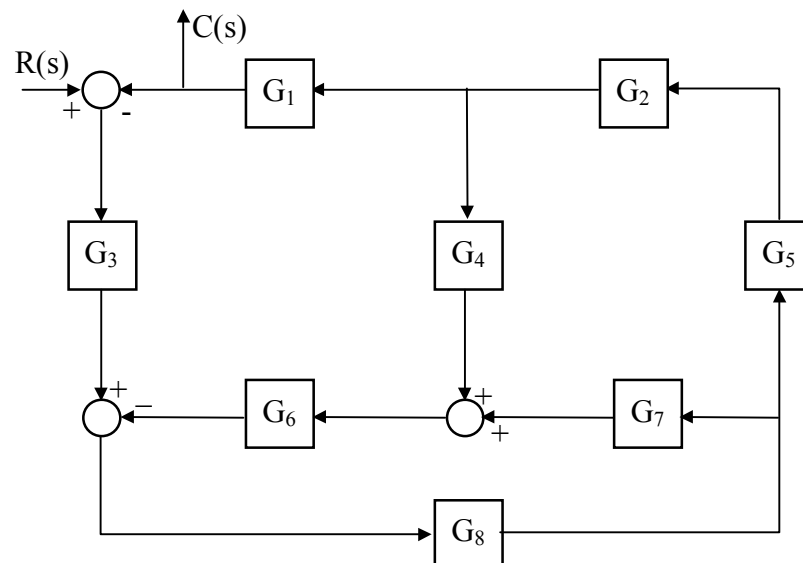 C(s)
R(s)
+
-
G₁
G₂
G₃
G₄
G₅
+
−
G₆
+
+
G₇
G₈